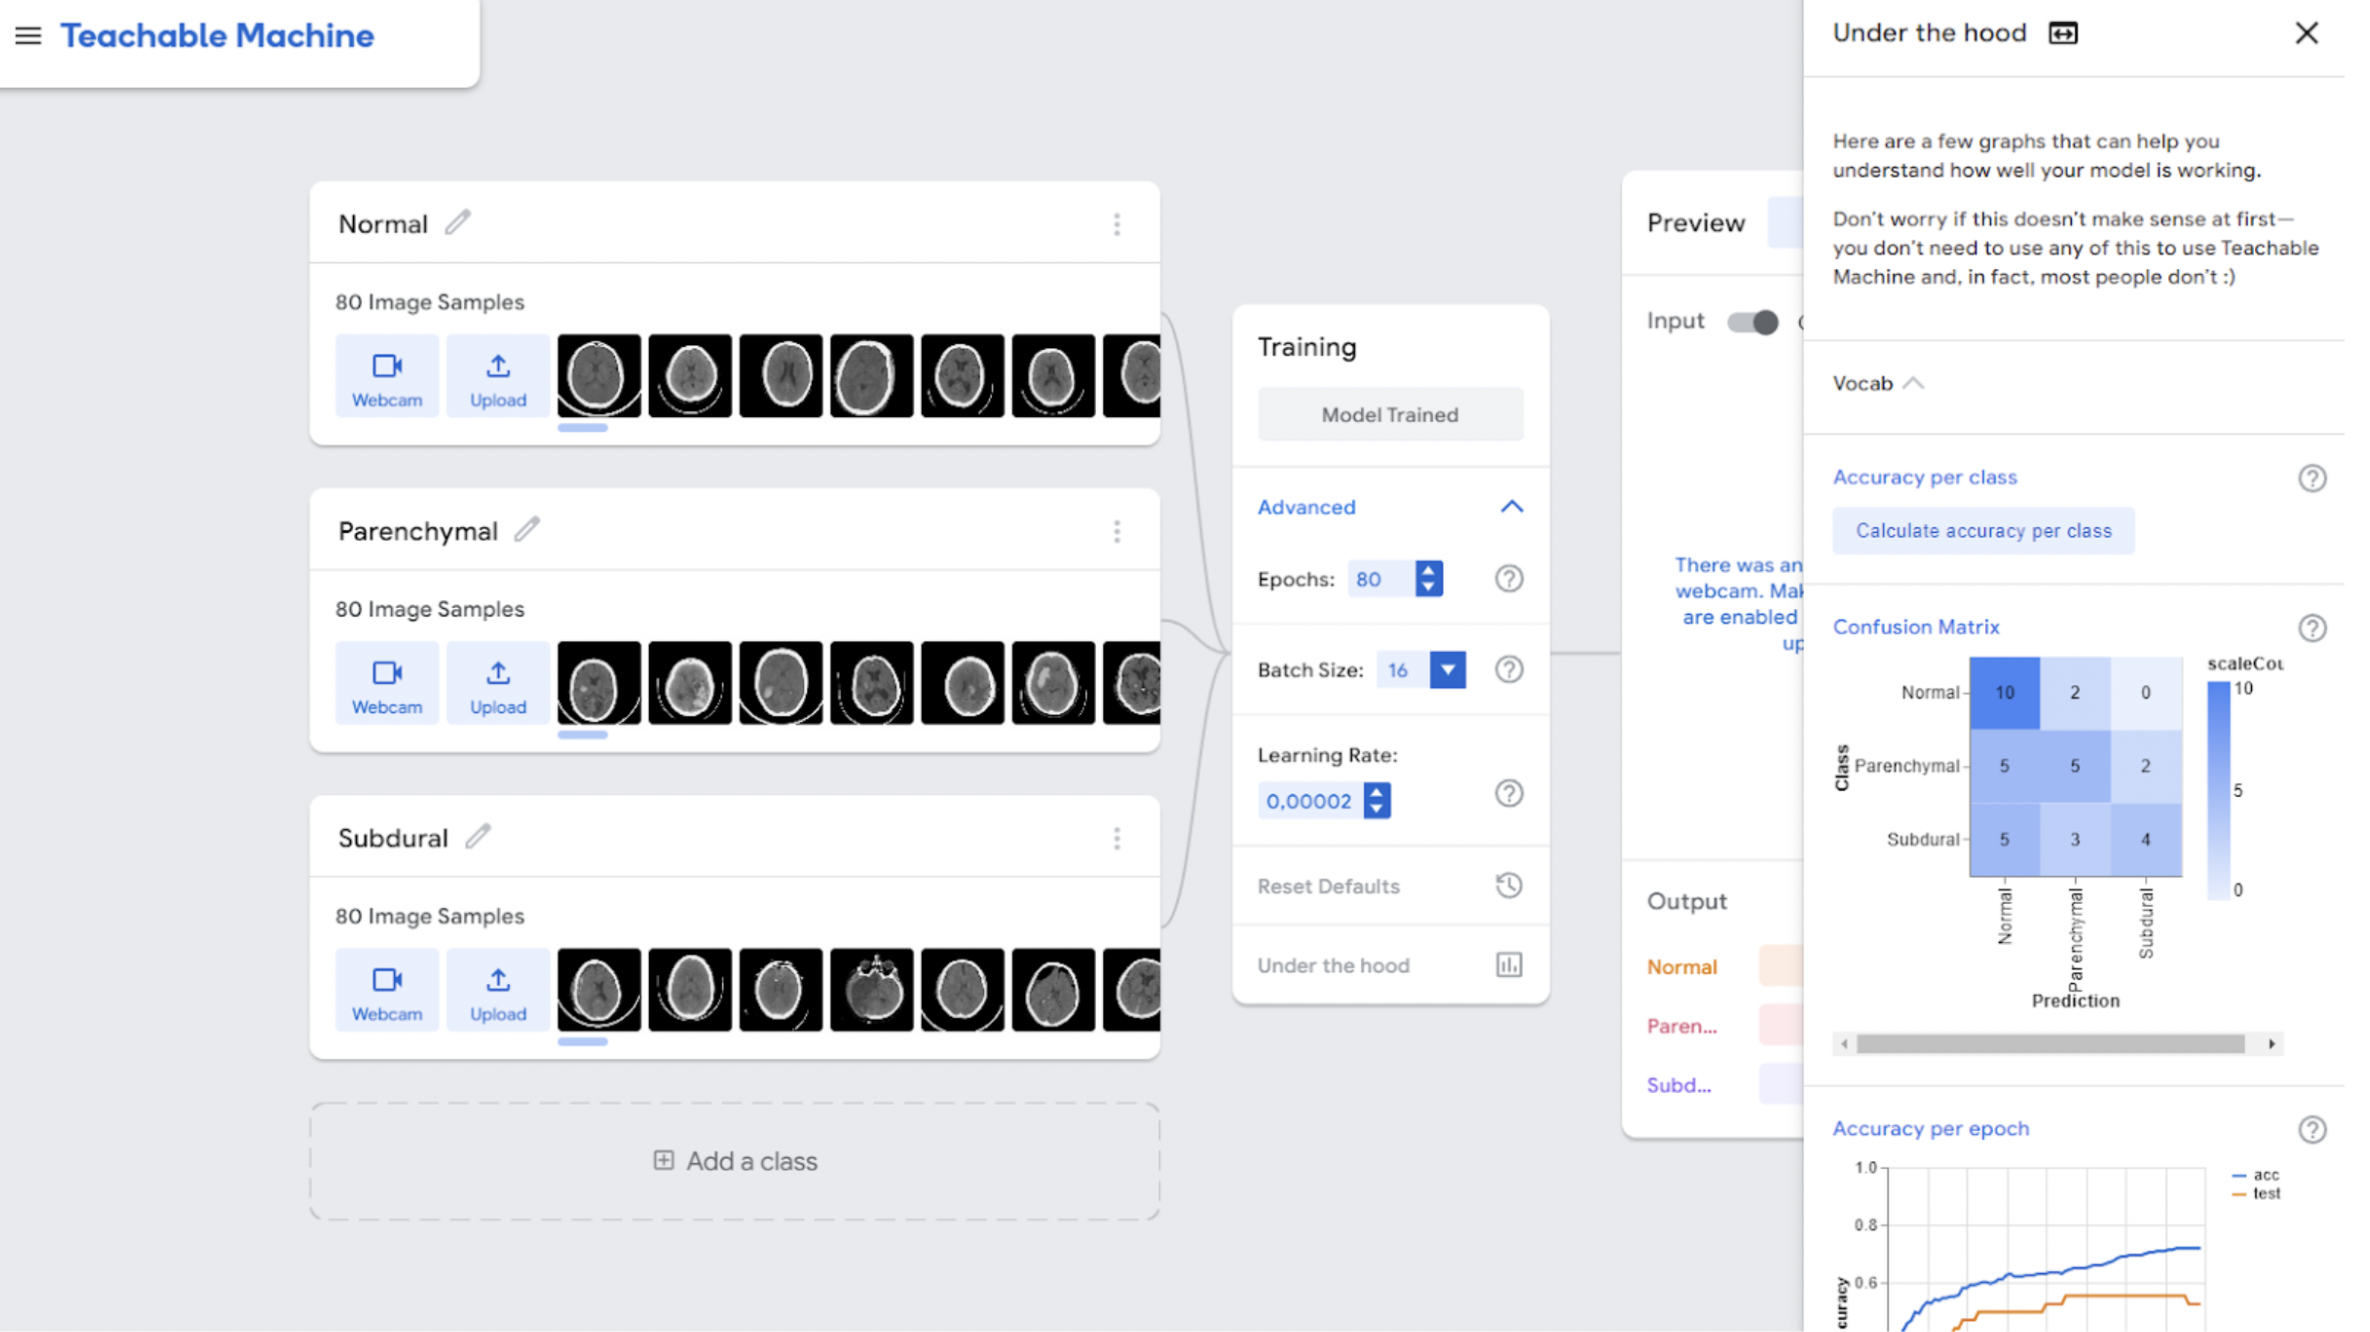 Teachable Machine
Normal
80 Image Samples
Webcam
Upload
Parenchymal
80 Image Samples
Webcam
Upload
Subdural
80 Image Samples
Webcam
Upload
Add a class
Training
Model Trained
Advanced
Epochs: 80
Batch Size: 16
Learning Rate:
0,00002
Reset Defaults
Under the hood
Preview
Input
There was an
webcam. Mak
are enabled
up
Output
Normal
Paren...
Subd...
Under the hood
Here are a few graphs that can help you
understand how well your model is working.
Don't worry if this doesn't make sense at first—
you don't need to use any of this to use Teachable
Machine and, in fact, most people don't :)
Vocab
Accuracy per class
Calculate accuracy per class
Confusion Matrix
scaleCou
10
5
0
Class
Normal 10 2 0
Parenchymal 5 5 2
Subdural 5 3 4
Normal
Parenchymal
Subdural
Prediction
Accuracy per epoch
1.0
0.8
0.6
acc
test